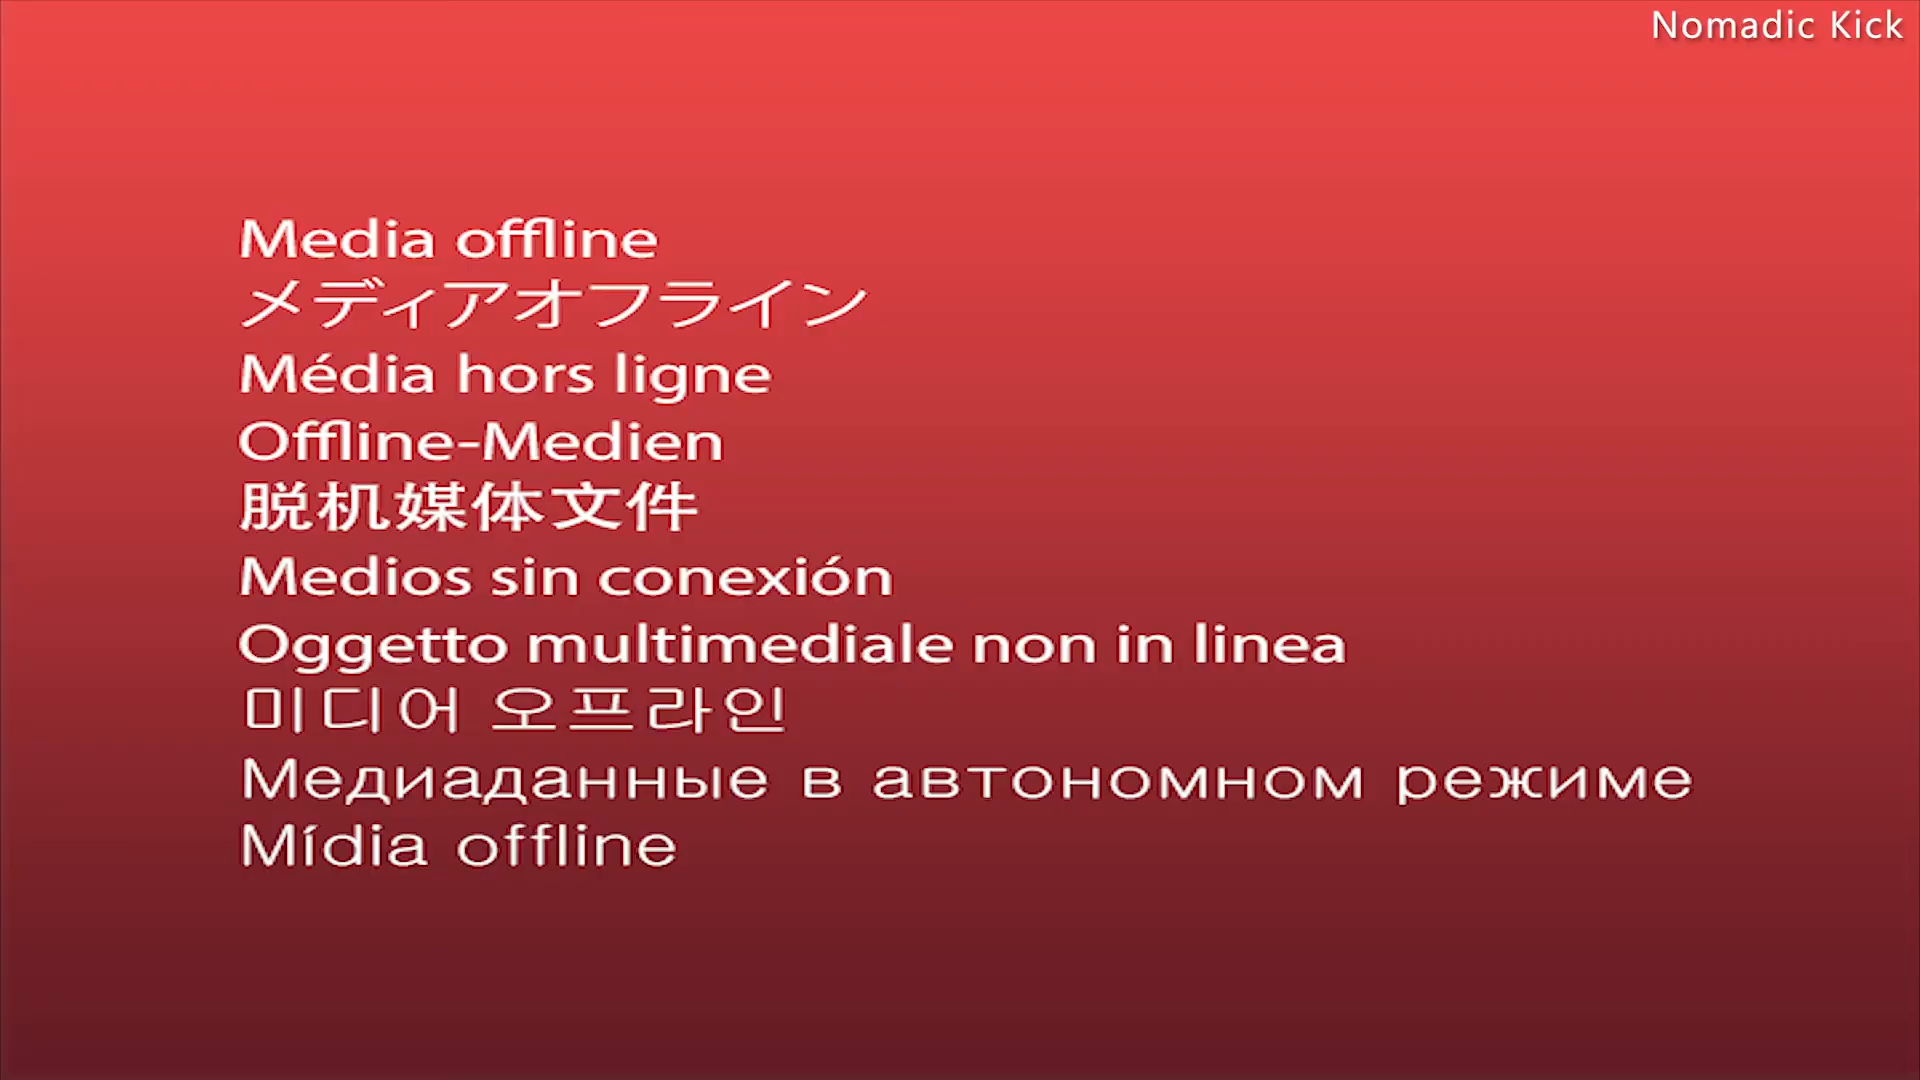 Nomadic Kick
Media offline
メディアオフライン
Média hors ligne
Offline-Medien
脱机媒体文件
Medios sin conexión
Oggetto multimediale non in linea
미디어 오프라인
Медиаданные в автономном режиме
Mídia offline